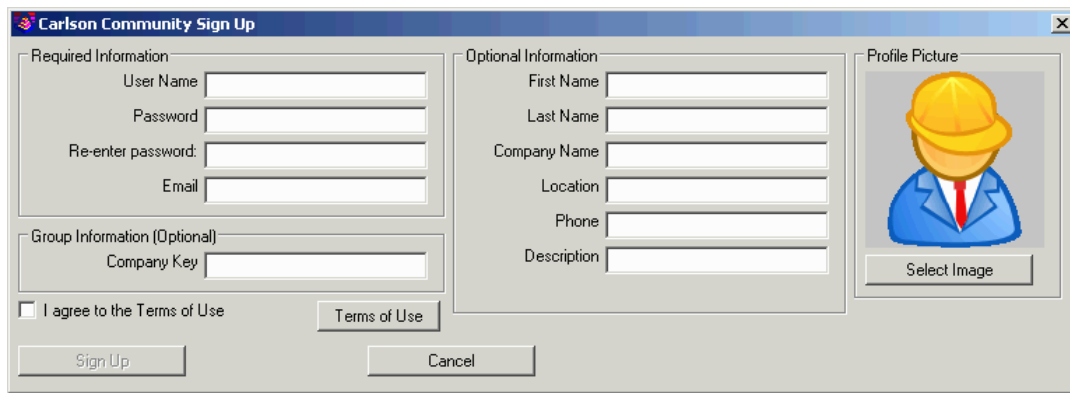 Carlson Community Sign Up
Required Information
User Name
Password
Re-enter password:
Email
Group Information (Optional)
Company Key
I agree to the Terms of Use
Terms of Use
Sign Up
Cancel
Optional Information
First Name
Last Name
Company Name
Location
Phone
Description
Profile Picture
Select Image